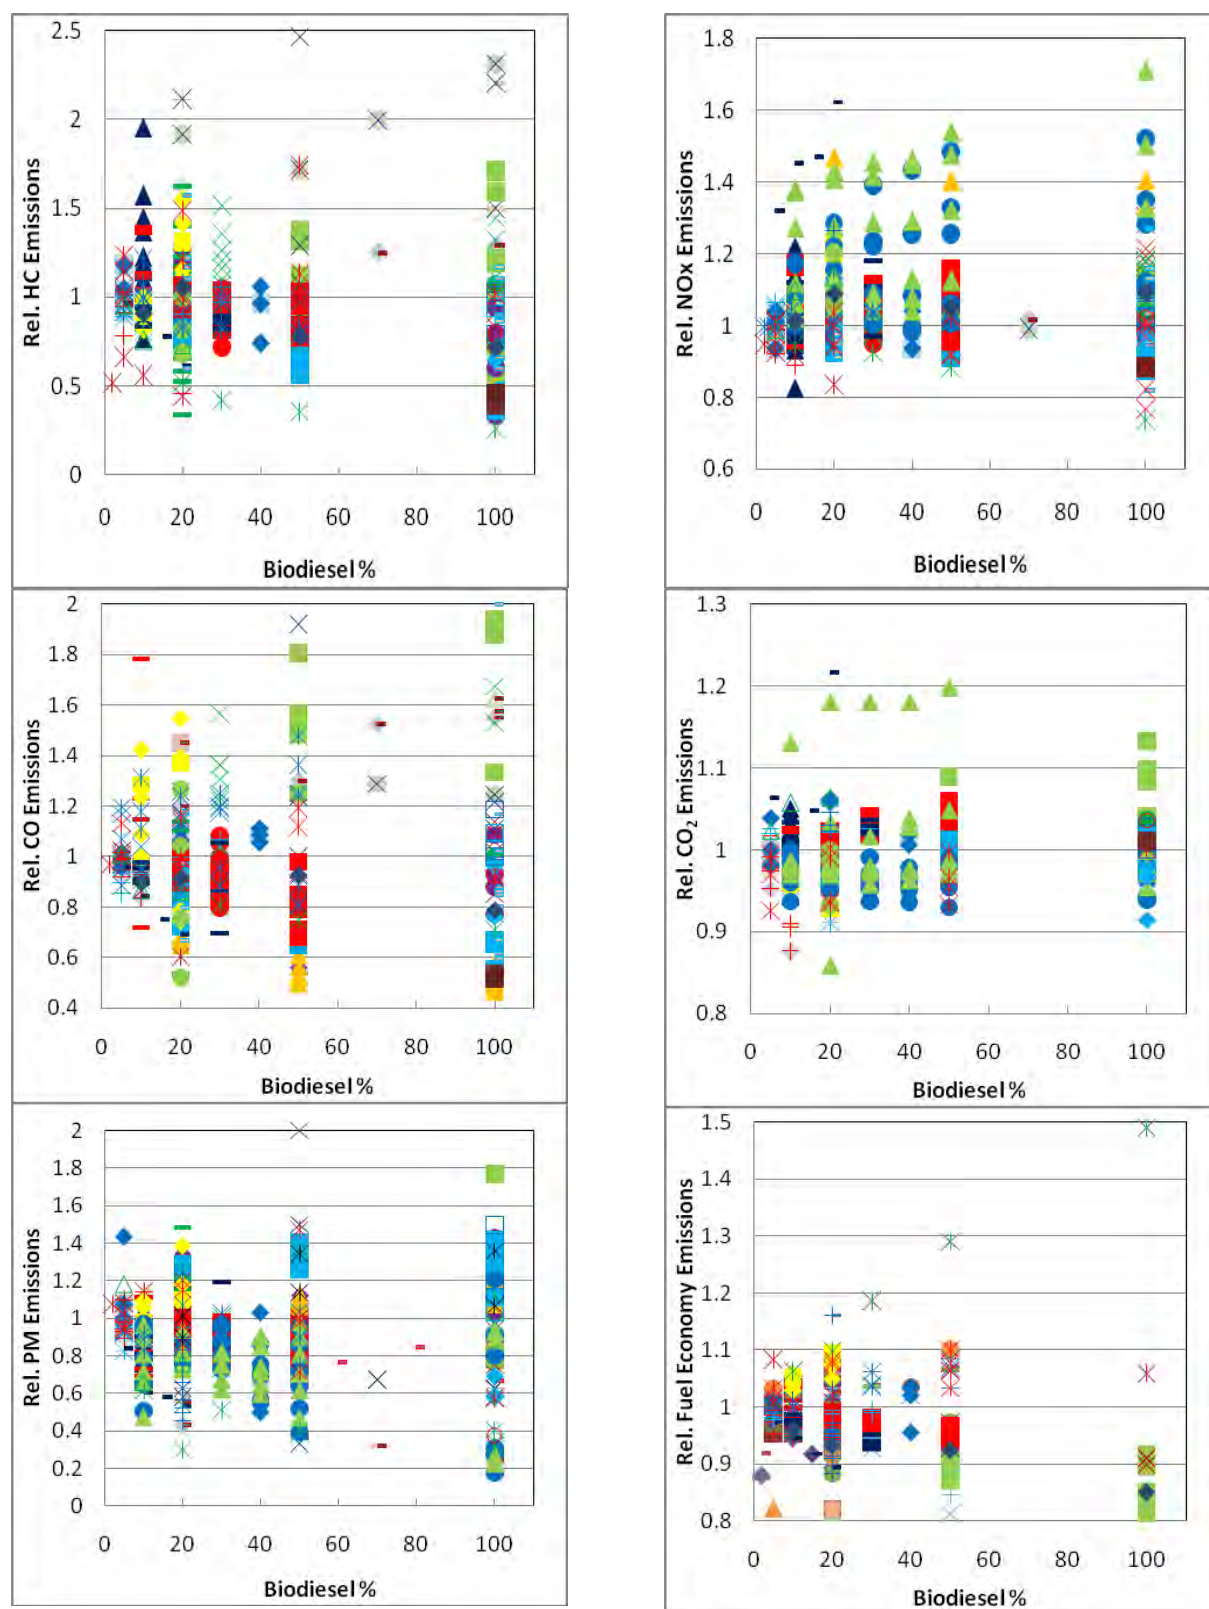 2.5
2
1.5
1
0.5
0
0 20 40 60 80 100
Rel. HC Emissions
Biodiesel %
1.8
1.6
1.4
1.2
1.0
0.8
0.6
0 20 40 60 80 100
Rel. NOx Emissions
Biodiesel %
2
1.8
1.6
1.4
1.2
1
0.8
0.6
0.4
0 20 40 60 80 100
Rel. CO Emissions
Biodiesel %
1.3
1.2
1.1
1.0
0.9
0.8
0 20 40 60 80 100
Rel. CO₂ Emissions
Biodiesel %
2
1.8
1.6
1.4
1.2
1
0.8
0.6
0.4
0.2
0
0 20 40 60 80 100
Rel. PM Emissions
Biodiesel %
1.5
1.4
1.3
1.2
1.1
1
0.9
0.8
0 20 40 60 80 100
Rel. Fuel Economy Emissions
Biodiesel %